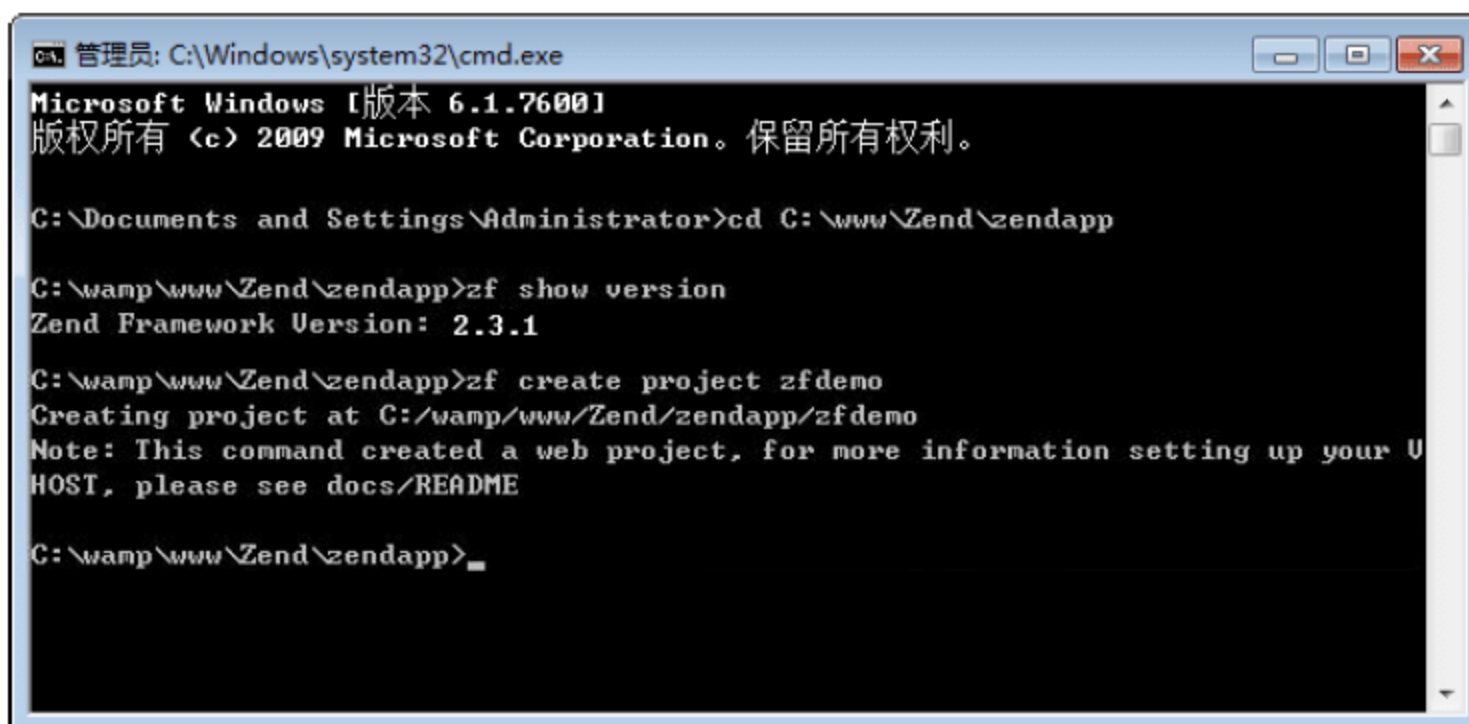 管理员: C:\Windows\system32\cmd.exe
Microsoft Windows [版本 6.1.7600]
版权所有 (c) 2009 Microsoft Corporation。保留所有权利。
C:\Documents and Settings\Administrator>cd C:\www\Zend\zendapp
C:\wamp\www\Zend\zendapp>zf show version
Zend Framework Version: 2.3.1
C:\wamp\www\Zend\zendapp>zf create project zfdemo
Creating project at C:/wamp/www/Zend/zendapp/zfdemo
Note: This command created a web project, for more information setting up your V
HOST, please see docs/README
C:\wamp\www\Zend\zendapp>_